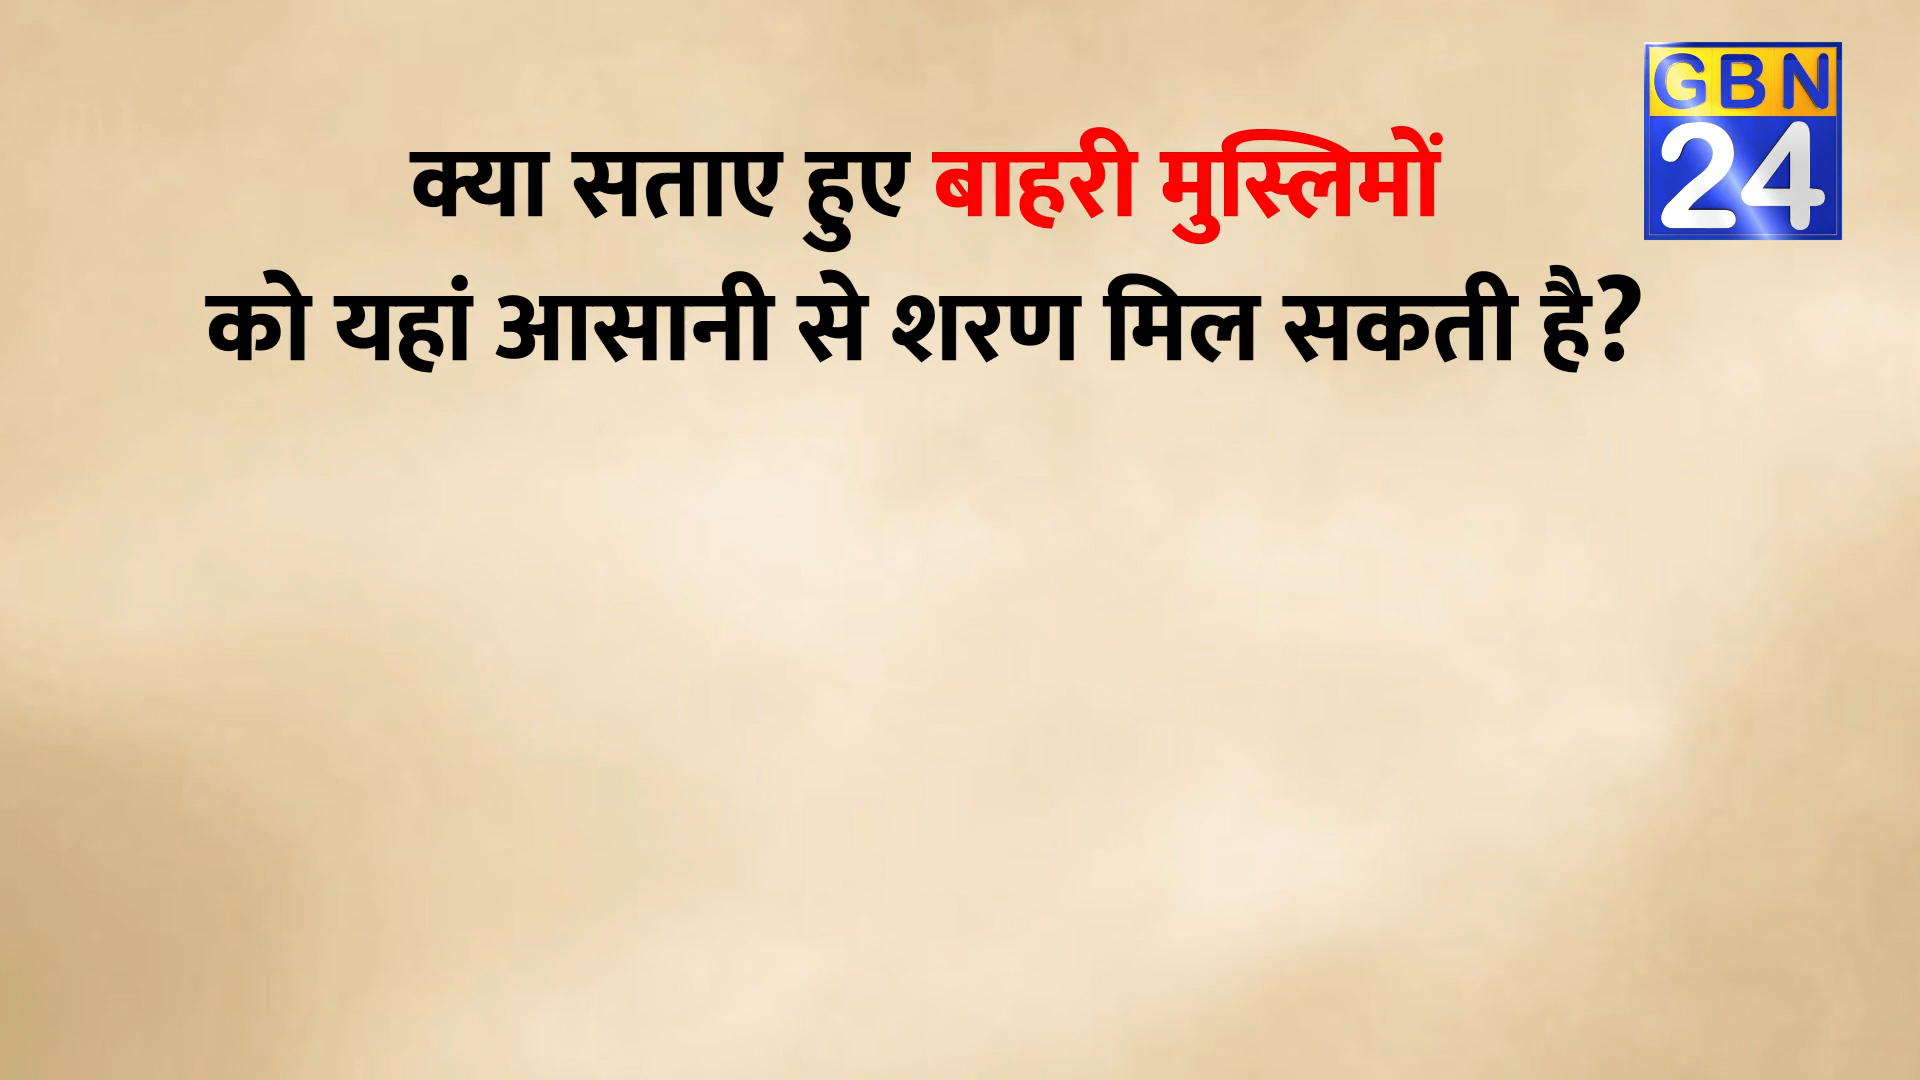 GBN
24
क्या सताए हुए बाहरी मुस्लिमों
को यहां आसानी से शरण मिल सकती है?